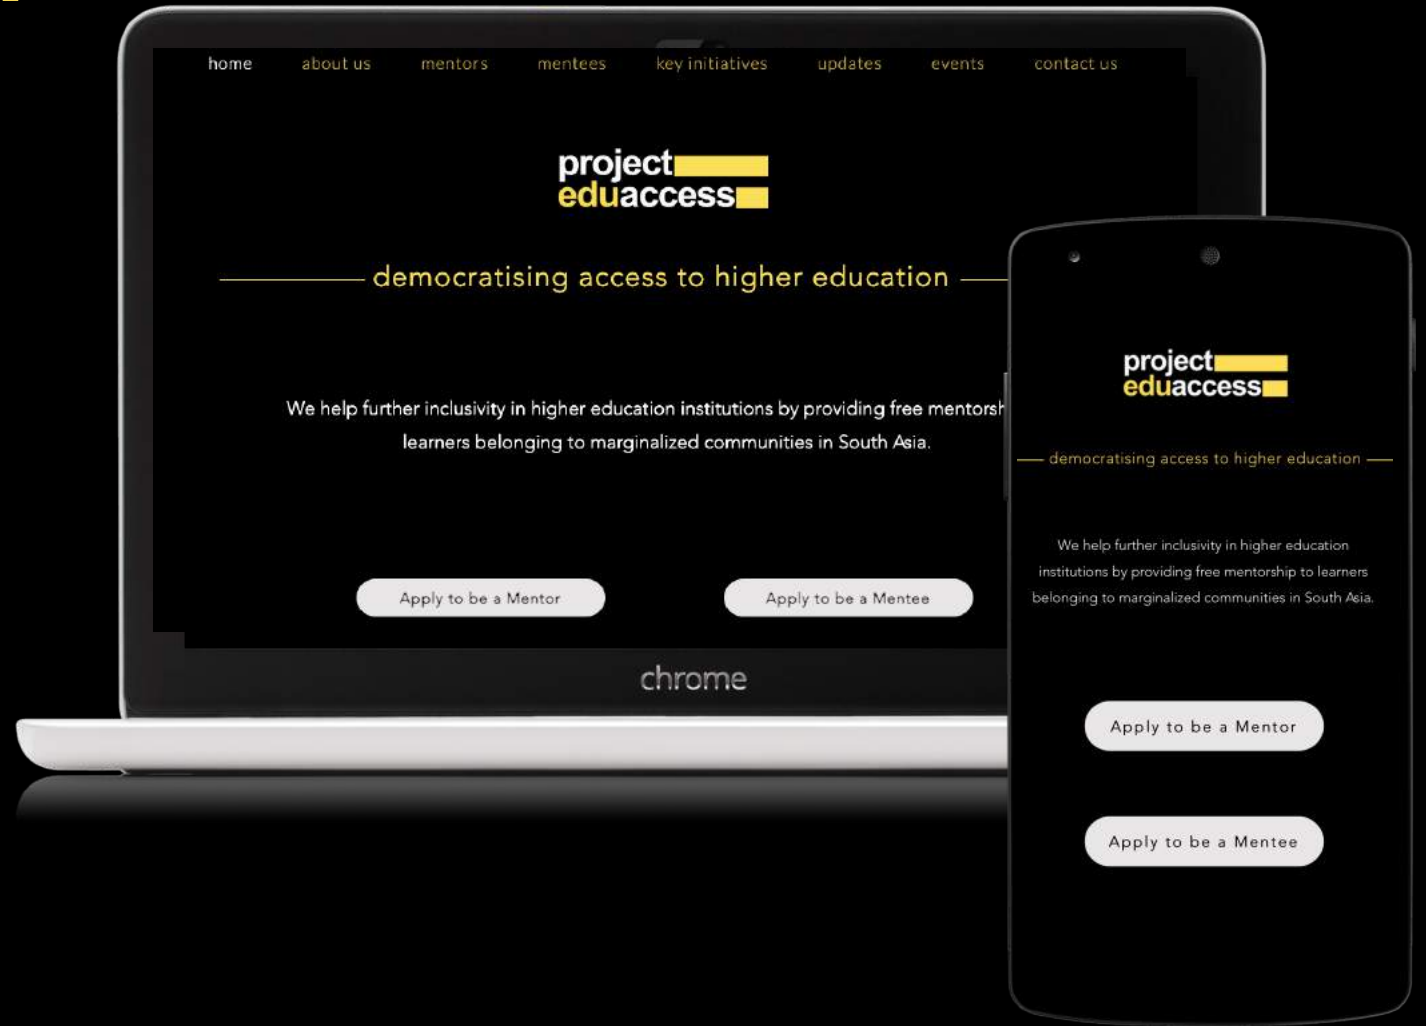 home about us mentors mentees key initiatives updates events contact us
project
eduaccess
democratising access to higher education
We help further inclusivity in higher education institutions by providing free
learners belonging to marginalized communities in South Asia.
Apply to be a Mentor Apply to be a Mentee
chrome
project
eduaccess
democratising access to higher education
We help further inclusivity in higher education
institutions by providing free mentorship to learners
belonging to marginalized communities in South Asia.
Apply to be a Mentor
Apply to be a Mentee